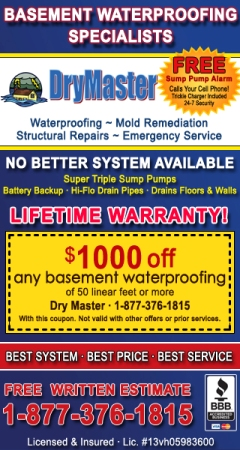 BASEMENT WATERPROOFING
SPECIALISTS
FREE
Sump Pump Alarm
Calls Your Cell Phone!
Trickle Charger Included
24-7 Security
DryMaster
Waterproofing ~ Mold Remediation
Structural Repairs ~ Emergency Service
NO BETTER SYSTEM AVAILABLE
Super Triple Sump Pumps
Battery Backup · Hi-Flo Drain Pipes · Drains Floors & Walls
LIFETIME WARRANTY!
$1000 off
any basement waterproofing
of 50 linear feet or more
Dry Master · 1-877-376-1815
With this coupon. Not valid with other offers or prior services.
BEST SYSTEM · BEST PRICE · BEST SERVICE
FREE WRITTEN ESTIMATE
1-877-376-1815
BBB
ACCREDITED
BUSINESS
Licensed & Insured · Lic. #13vh05983600